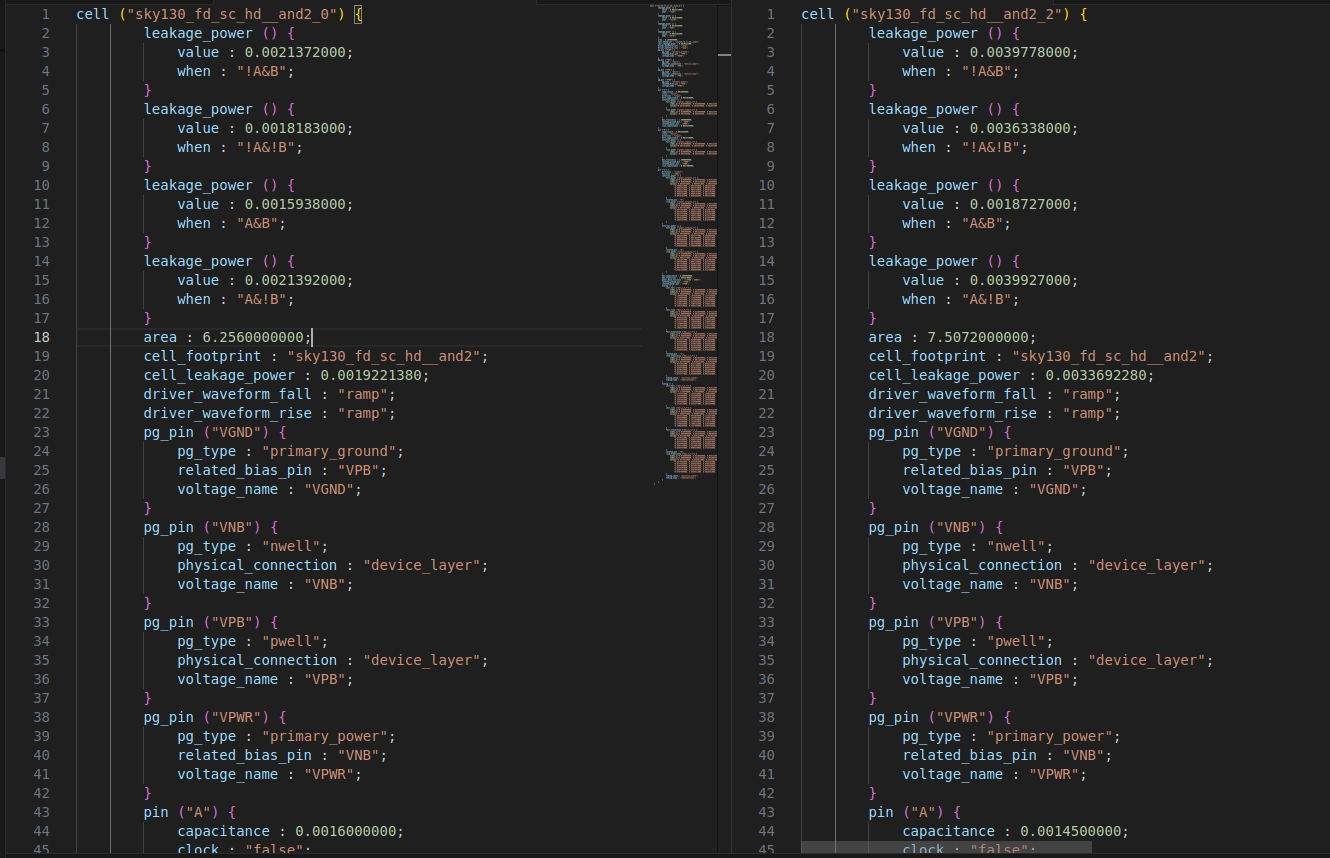 1 cell ("sky130_fd_sc_hd__and2_0") {
2 leakage_power () {
3 value : 0.0021372000;
4 when : "!A&B";
5 }
6 leakage_power () {
7 value : 0.0018183000;
8 when : "!A&!B";
9 }
10 leakage_power () {
11 value : 0.0015938000;
12 when : "A&B";
13 }
14 leakage_power () {
15 value : 0.0021392000;
16 when : "A&!B";
17 }
18 area : 6.2560000000;
19 cell_footprint : "sky130_fd_sc_hd__and2";
20 cell_leakage_power : 0.0019221380;
21 driver_waveform_fall : "ramp";
22 driver_waveform_rise : "ramp";
23 pg_pin ("VGND") {
24 pg_type : "primary_ground";
25 related_bias_pin : "VPB";
26 voltage_name : "VGND";
27 }
28 pg_pin ("VNB") {
29 pg_type : "nwell";
30 physical_connection : "device_layer";
31 voltage_name : "VNB";
32 }
33 pg_pin ("VPB") {
34 pg_type : "pwell";
35 physical_connection : "device_layer";
36 voltage_name : "VPB";
37 }
38 pg_pin ("VPWR") {
39 pg_type : "primary_power";
40 related_bias_pin : "VNB";
41 voltage_name : "VPWR";
42 }
43 pin ("A") {
44 capacitance : 0.0016000000;
45 clock : "false";
1 cell ("sky130_fd_sc_hd__and2_2") {
2 leakage_power () {
3 value : 0.0039778000;
4 when : "!A&B";
5 }
6 leakage_power () {
7 value : 0.0036338000;
8 when : "!A&!B";
9 }
10 leakage_power () {
11 value : 0.0018727000;
12 when : "A&B";
13 }
14 leakage_power () {
15 value : 0.0039927000;
16 when : "A&!B";
17 }
18 area : 7.5072000000;
19 cell_footprint : "sky130_fd_sc_hd__and2";
20 cell_leakage_power : 0.0033692280;
21 driver_waveform_fall : "ramp";
22 driver_waveform_rise : "ramp";
23 pg_pin ("VGND") {
24 pg_type : "primary_ground";
25 related_bias_pin : "VPB";
26 voltage_name : "VGND";
27 }
28 pg_pin ("VNB") {
29 pg_type : "nwell";
30 physical_connection : "device_layer";
31 voltage_name : "VNB";
32 }
33 pg_pin ("VPB") {
34 pg_type : "pwell";
35 physical_connection : "device_layer";
36 voltage_name : "VPB";
37 }
38 pg_pin ("VPWR") {
39 pg_type : "primary_power";
40 related_bias_pin : "VNB";
41 voltage_name : "VPWR";
42 }
43 pin ("A") {
44 capacitance : 0.0014500000;
45 clock : "false";